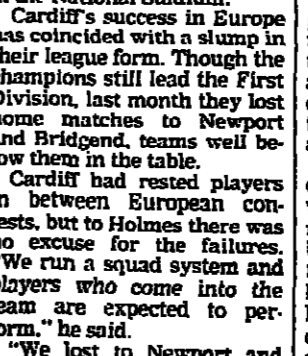 Cardiff's success in Europe
has coincided with a slump in
their league form. Though the
champions still lead the First
Division, last month they lost
home matches to Newport
and Bridgend, teams well be-
low them in the table.
Cardiff had rested players
in between European con-
tests, but to Holmes there was
no excuse for the failures.
"We run a squad system and
players who come into the
team are expected to per-
form," he said.
"We lost to Newport and